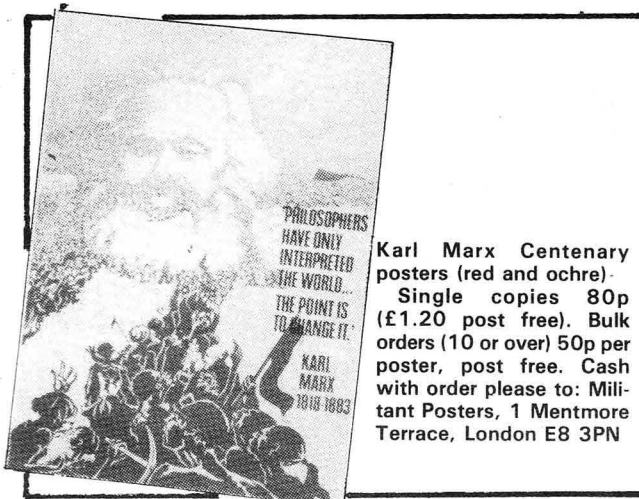 'PHILOSOPHERS
HAVE ONLY
INTERPRETED
THE WORLD...
THE POINT IS
TO CHANGE IT.'
KARL
MARX
1818-1883
Karl Marx Centenary
posters (red and ochre)
Single copies 80p
(£1.20 post free). Bulk
orders (10 or over) 50p per
poster, post free. Cash
with order please to: Mili-
tant Posters, 1 Mentmore
Terrace, London E8 3PN